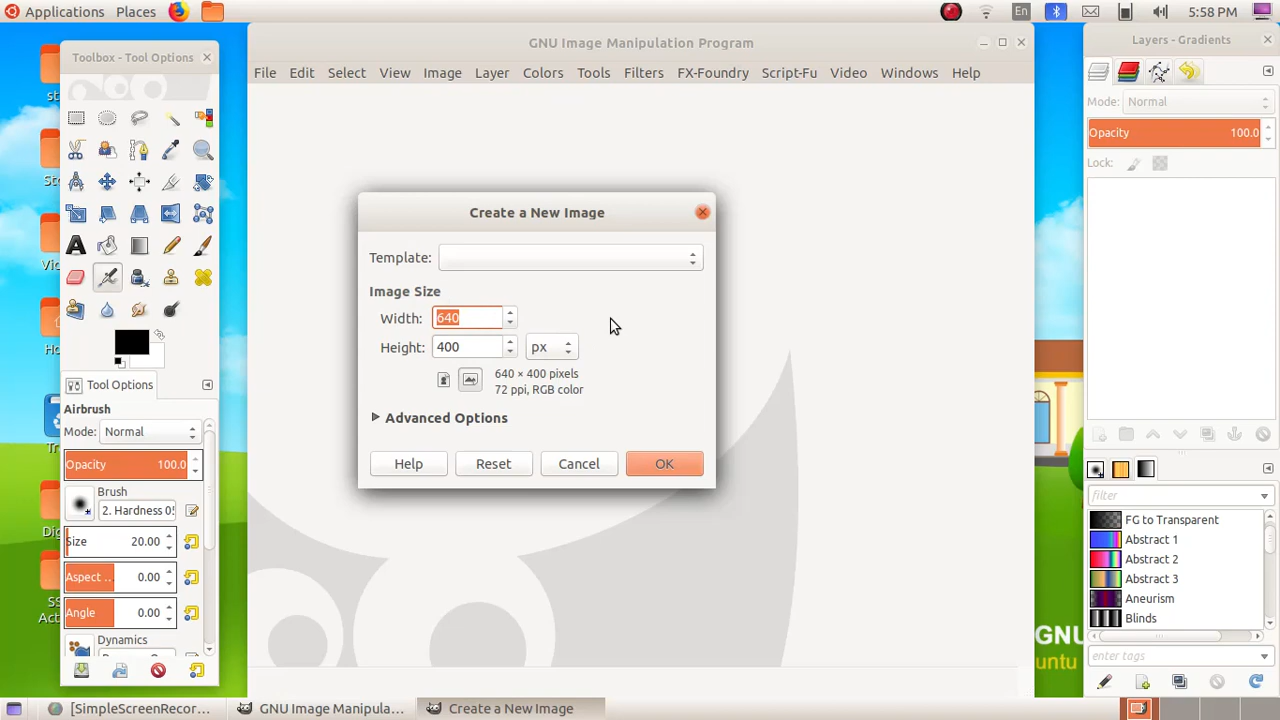 Applications Places En 5:58 PM
Toolbox - Tool Options
GNU Image Manipulation Program
Layers - Gradients
File Edit Select View Image Layer Colors Tools Filters FX-Foundry Script-Fu Video Windows Help
Mode: Normal
Opacity 100.0
Lock:
Create a New Image
Template:
Image Size
Width: 640
Height: 400 px
640 × 400 pixels
72 ppi, RGB color
Advanced Options
Help Reset Cancel OK
Tool Options
Airbrush
Mode: Normal
Opacity 100.0
Brush
2. Hardness 0
Size 20.00
Aspect ... 0.00
Angle 0.00
Dynamics
filter
FG to Transparent
Abstract 1
Abstract 2
Abstract 3
Aneurism
Blinds
enter tags
GNU
untu
[SimpleScreenRecor... GNU Image Manipula... Create a New Image